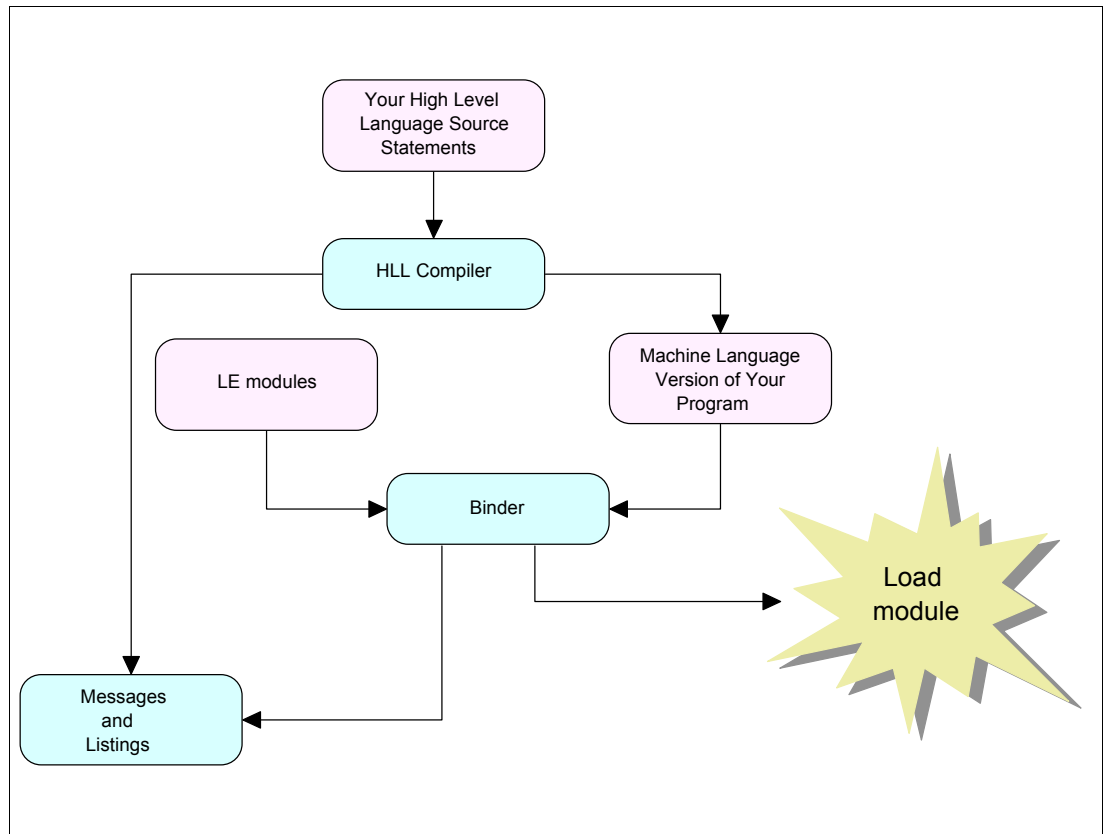 Your High Level
Language Source
Statements
HLL Compiler
LE modules
Machine Language
Version of Your
Program
Binder
Load
module
Messages
and
Listings